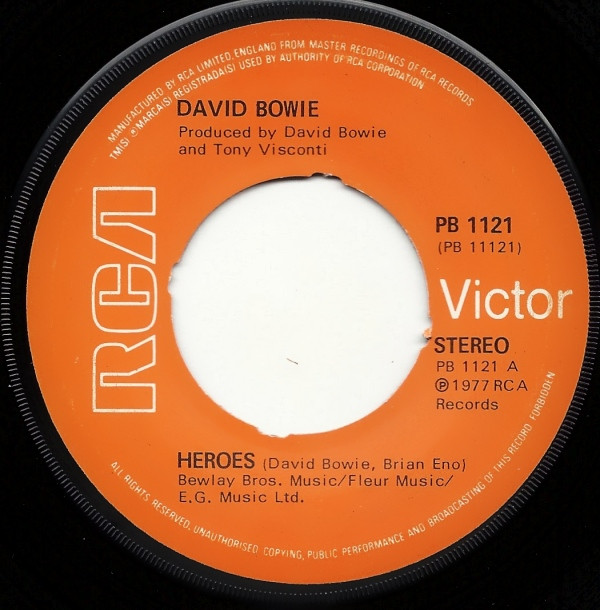 MANUFACTURED BY RCA LIMITED, ENGLAND FROM MASTER RECORDINGS OF RCA RECORDS
TM(S) ® MARCA(S) REGISTRADA(S) USED BY AUTHORITY OF RCA CORPORATION
DAVID BOWIE
Produced by David Bowie
and Tony Visconti
RCA
PB 1121
(PB 11121)
Victor
STEREO
PB 1121 A
℗ 1977 RCA
Records
HEROES (David Bowie, Brian Eno)
Bewlay Bros. Music/Fleur Music/
E.G. Music Ltd.
ALL RIGHTS RESERVED. UNAUTHORISED COPYING, PUBLIC PERFORMANCE AND BROADCASTING OF THIS RECORD FORBIDDEN